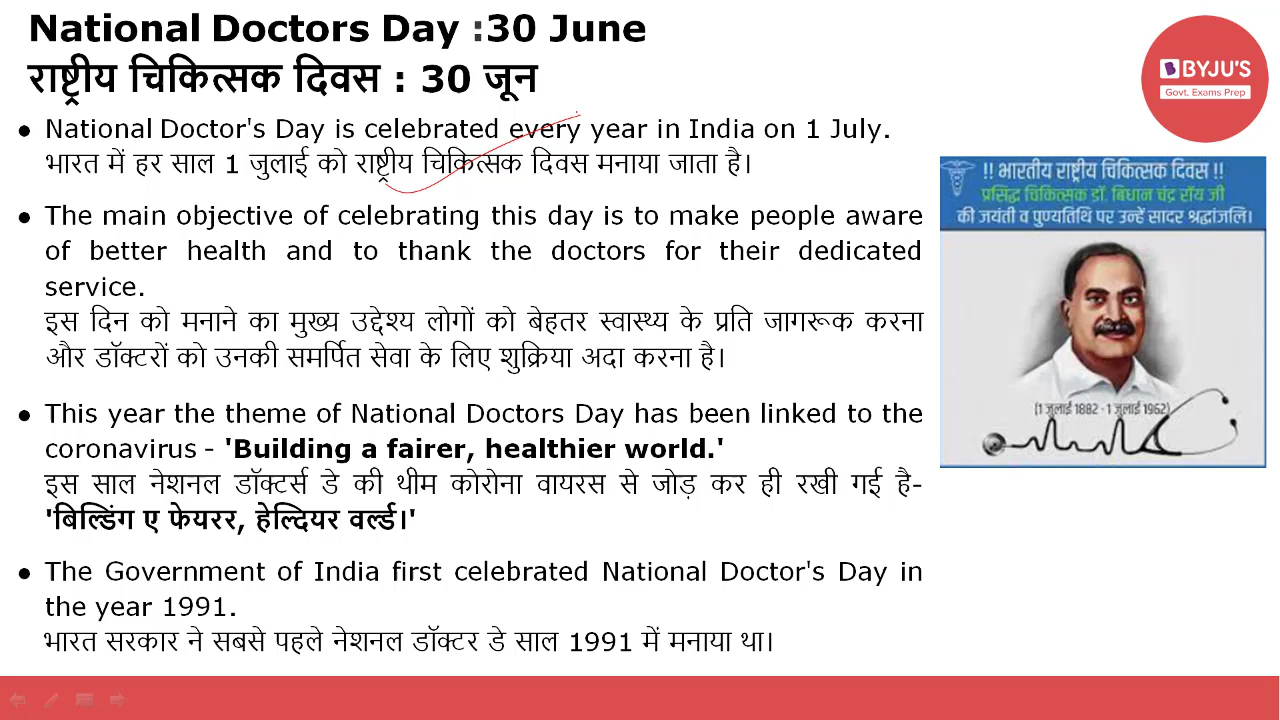 National Doctors Day :30 June
राष्ट्रीय चिकित्सक दिवस : 30 जून
BYJU'S
Govt. Exams Prep
• National Doctor's Day is celebrated every year in India on 1 July.
भारत में हर साल 1 जुलाई को राष्ट्रीय चिकित्सक दिवस मनाया जाता है।
• The main objective of celebrating this day is to make people aware
of better health and to thank the doctors for their dedicated
service.
इस दिन को मनाने का मुख्य उद्देश्य लोगों को बेहतर स्वास्थ्य के प्रति जागरूक करना
और डॉक्टरों को उनकी समर्पित सेवा के लिए शुक्रिया अदा करना है।
• This year the theme of National Doctors Day has been linked to the
coronavirus - 'Building a fairer, healthier world.'
इस साल नेशनल डॉक्टर्स डे की थीम कोरोना वायरस से जोड़ कर ही रखी गई है-
'बिल्डिंग ए फेयरर, हेल्दियर वर्ल्ड।'
• The Government of India first celebrated National Doctor's Day in
the year 1991.
भारत सरकार ने सबसे पहले नेशनल डॉक्टर डे साल 1991 में मनाया था।
!! भारतीय राष्ट्रीय चिकित्सक दिवस !!
प्रसिद्ध चिकित्सक डॉ. बिधान चंद्र रॉय जी
की जयंती व पुण्यतिथि पर उन्हें सादर श्रद्धांजलि।
(1 जुलाई 1882 - 1 जुलाई 1962)